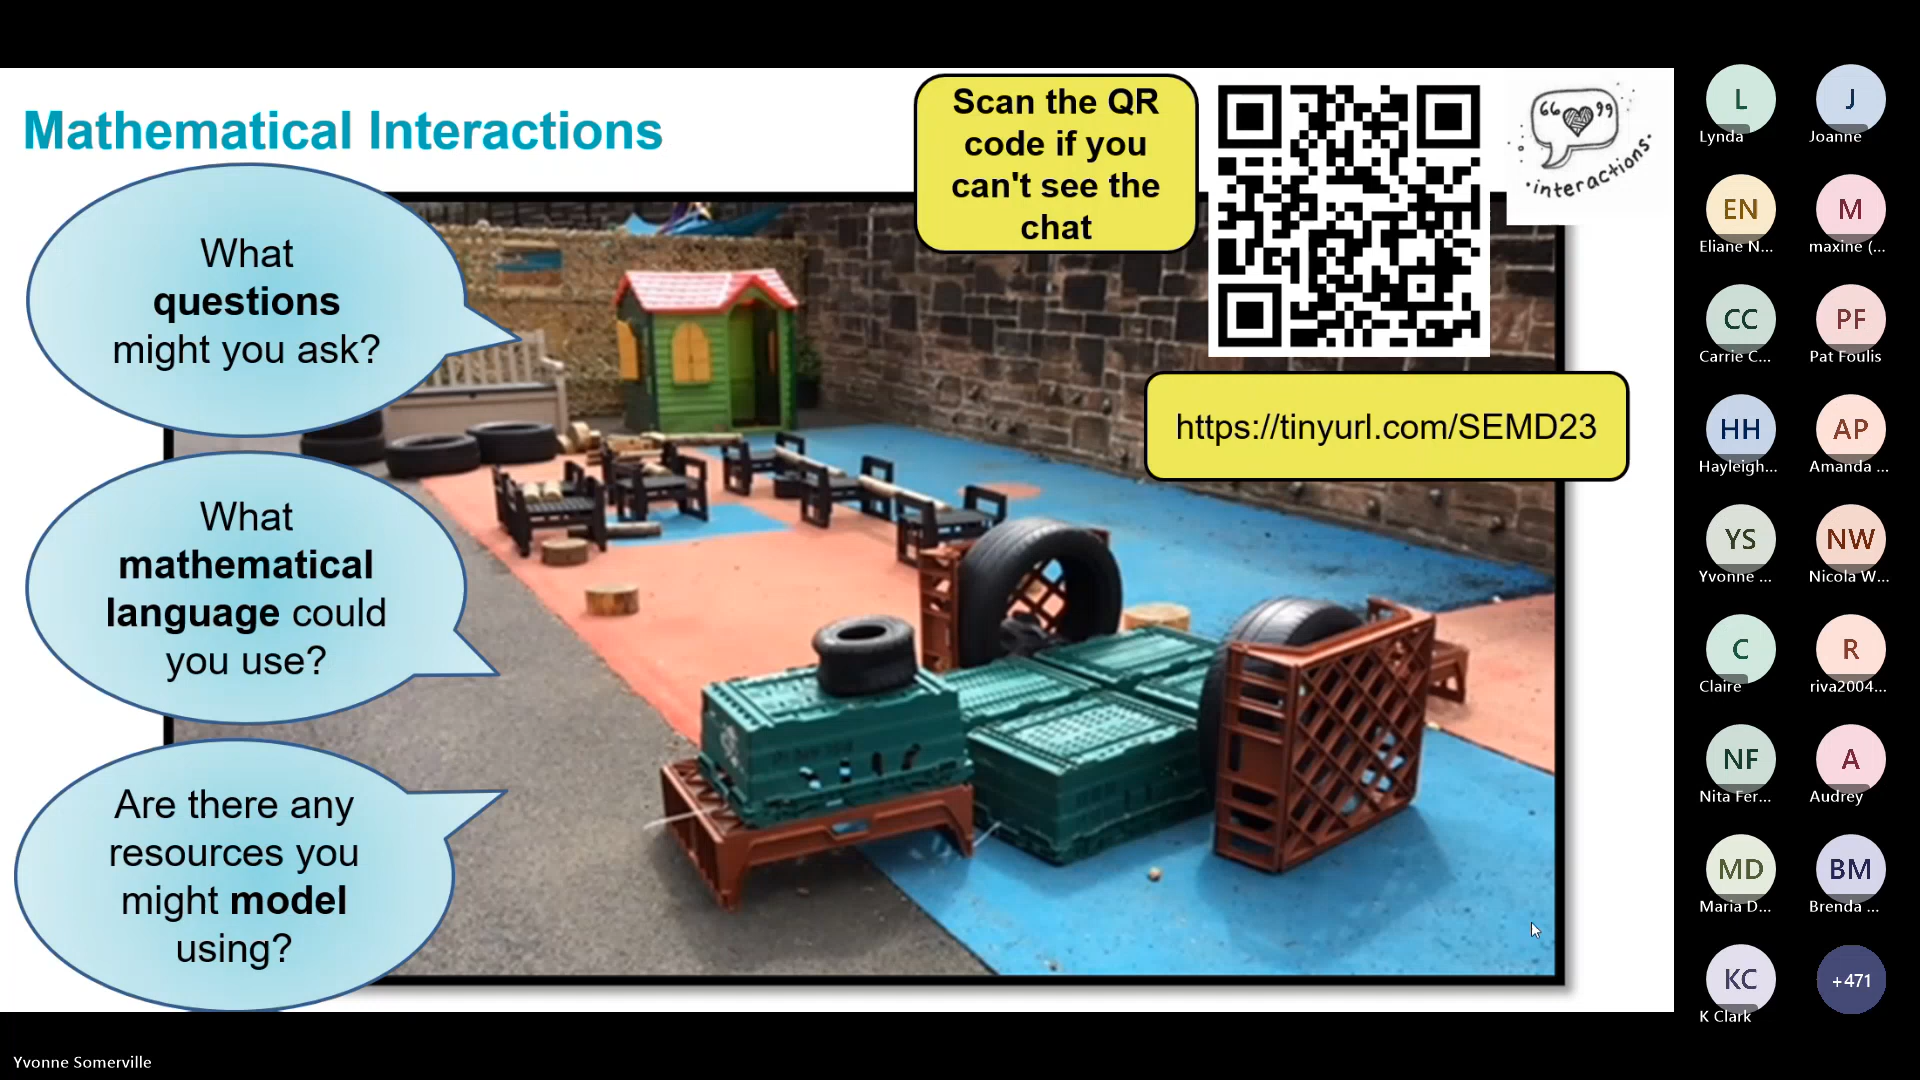 Mathematical Interactions
What
questions
might you ask?
What
mathematical
language could
you use?
Are there any
resources you
might model
using?
Scan the QR
code if you
can't see the
chat
https://tinyurl.com/SEMD23
“ ”
·interactions·
L
Lynda
J
Joanne
EN
Eliane N...
M
maxine (...
CC
Carrie C...
PF
Pat Foulis
HH
Hayleigh...
AP
Amanda ...
YS
Yvonne ...
NW
Nicola W...
C
Claire
R
riva2004...
NF
Nita Fer...
A
Audrey
MD
Maria D...
BM
Brenda ...
KC
K Clark
+471
Yvonne Somerville